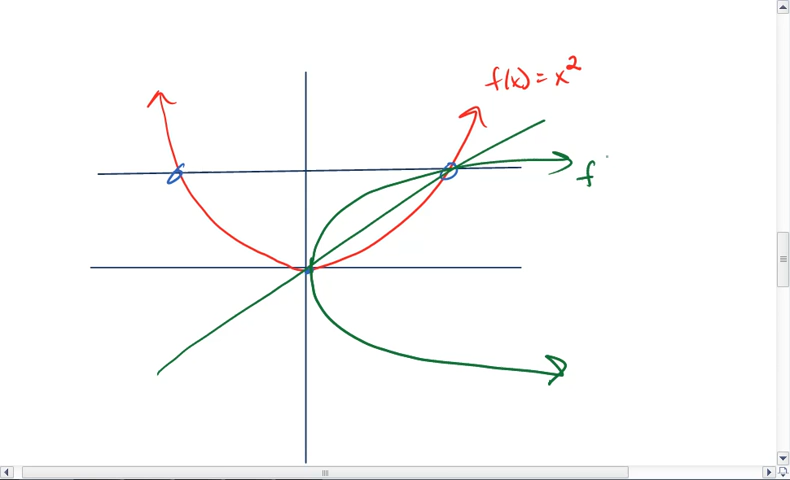 f(x) = x²
f